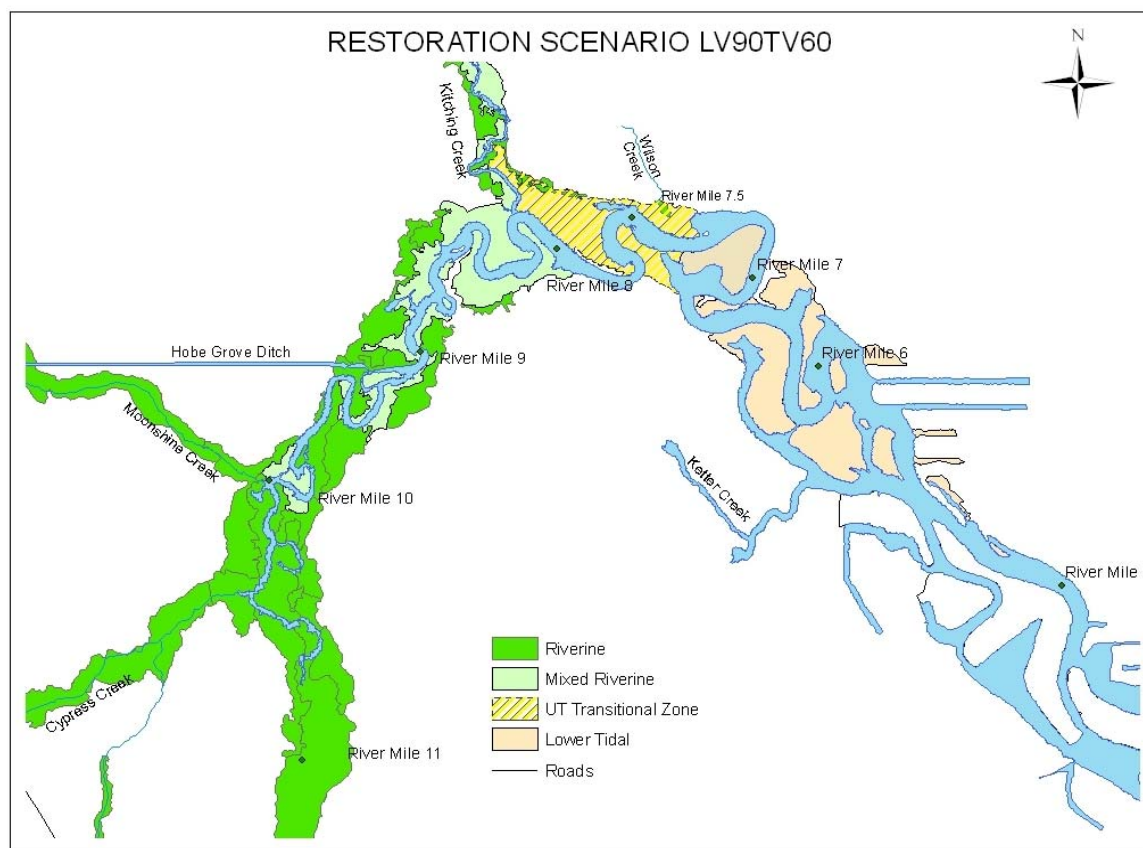 RESTORATION SCENARIO LV90TV60
N
Kitching Creek
Wilson
Creek
River Mile 7.5
River Mile 7
River Mile 8
Hobe Grove Ditch
River Mile 9
River Mile 6
Moonshine Creek
River Mile 10
Ketter Creek
River Mile
Cypress Creek
River Mile 11
Riverine
Mixed Riverine
UT Transitional Zone
Lower Tidal
Roads